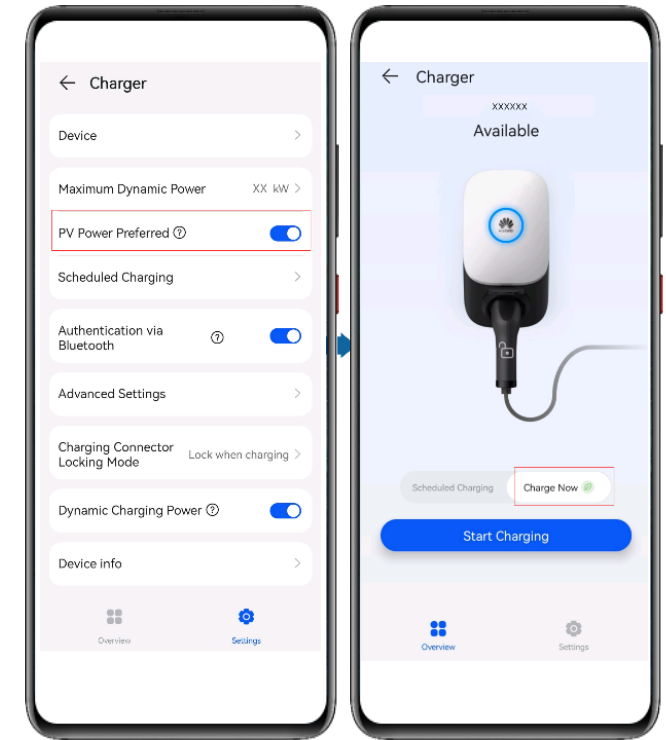 Charger
Device
Maximum Dynamic Power XX kW
PV Power Preferred
Scheduled Charging
Authentication via
Bluetooth
Advanced Settings
Charging Connector
Locking Mode
Lock when charging
Dynamic Charging Power
Device info
Overview
Settings
Charger
xxxxxx
Available
Scheduled Charging
Charge Now
Start Charging
Overview
Settings